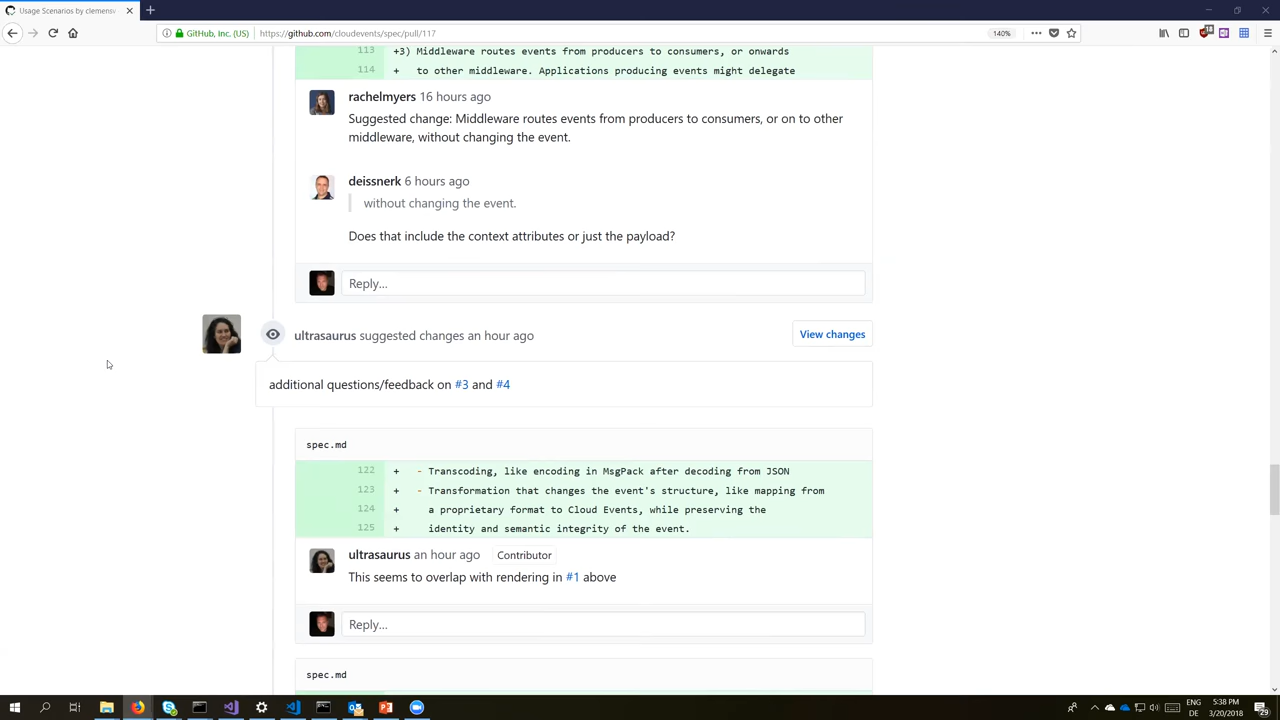 Usage Scenarios by clemensv
GitHub, Inc. (US)
https://github.com/cloudevents/spec/pull/117
140%
113 +3) Middleware routes events from producers to consumers, or onwards
114 + to other middleware. Applications producing events might delegate
rachelmyers 16 hours ago
Suggested change: Middleware routes events from producers to consumers, or on to other
middleware, without changing the event.
deissnerk 6 hours ago
without changing the event.
Does that include the context attributes or just the payload?
Reply...
ultrasaurus suggested changes an hour ago
View changes
additional questions/feedback on #3 and #4
spec.md
122 + - Transcoding, like encoding in MsgPack after decoding from JSON
123 + - Transformation that changes the event's structure, like mapping from
124 + a proprietary format to Cloud Events, while preserving the
125 + identity and semantic integrity of the event.
ultrasaurus an hour ago Contributor
This seems to overlap with rendering in #1 above
Reply...
spec.md
ENG
DE
5:38 PM
3/20/2018
29